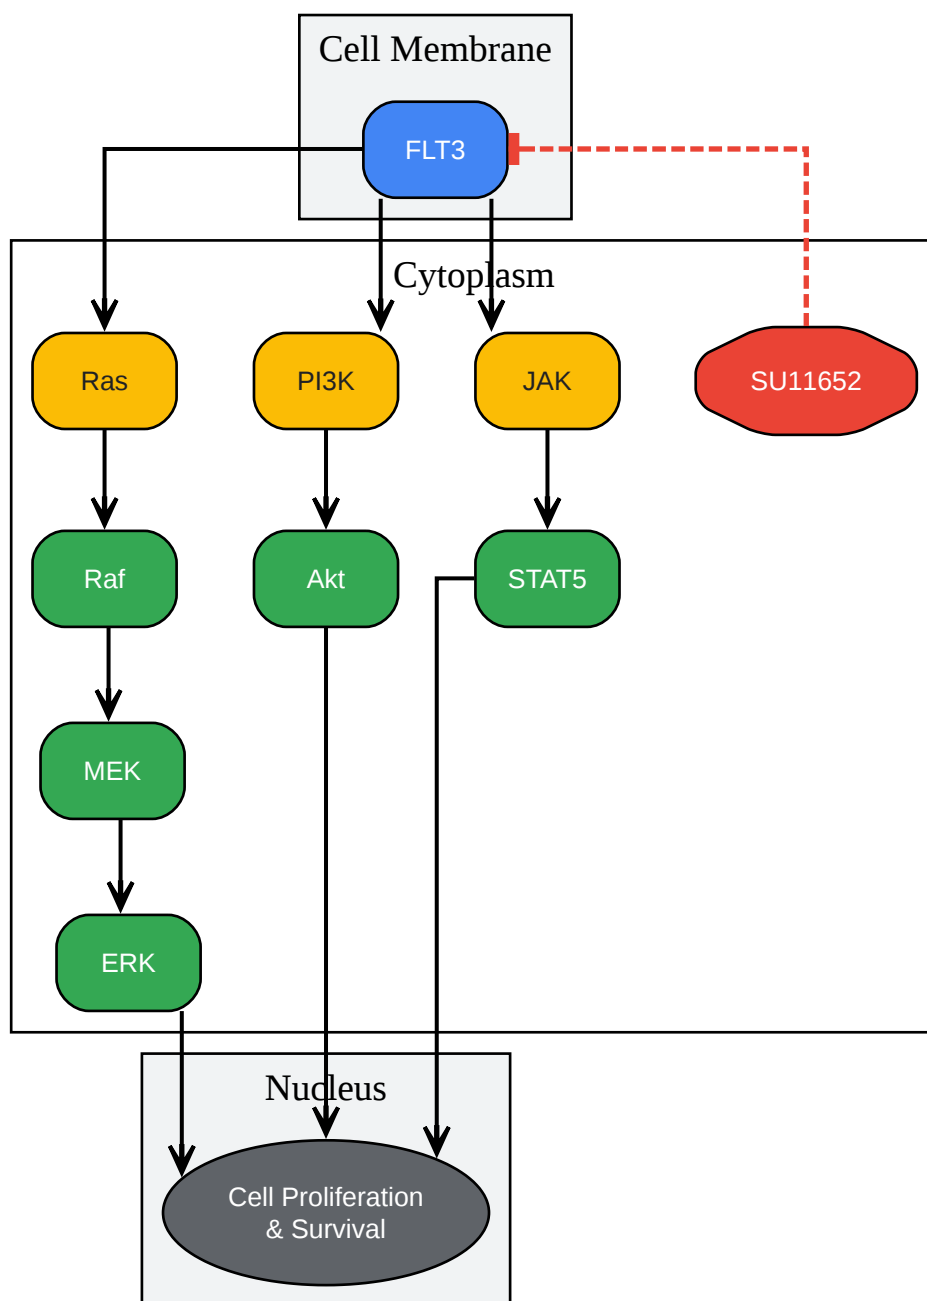 Cell Membrane
FLT3
Cytoplasm
Ras
PI3K
JAK
SU11652
Raf
Akt
STAT5
MEK
ERK
Nucleus
Cell Proliferation
& Survival